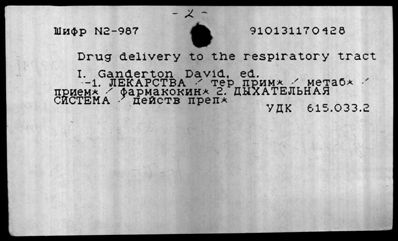 - 2 -
Шифр N2-987 910131170428
Drug delivery to the respiratory tract
I. Ganderton David, ed.
-1. ЛЕКАРСТВА / тер прим* / метаб* /
прием* / фармакокин* 2. ДЫХАТЕЛЬНАЯ
СИСТЕМА / действ преп*
УДК 615.033.2